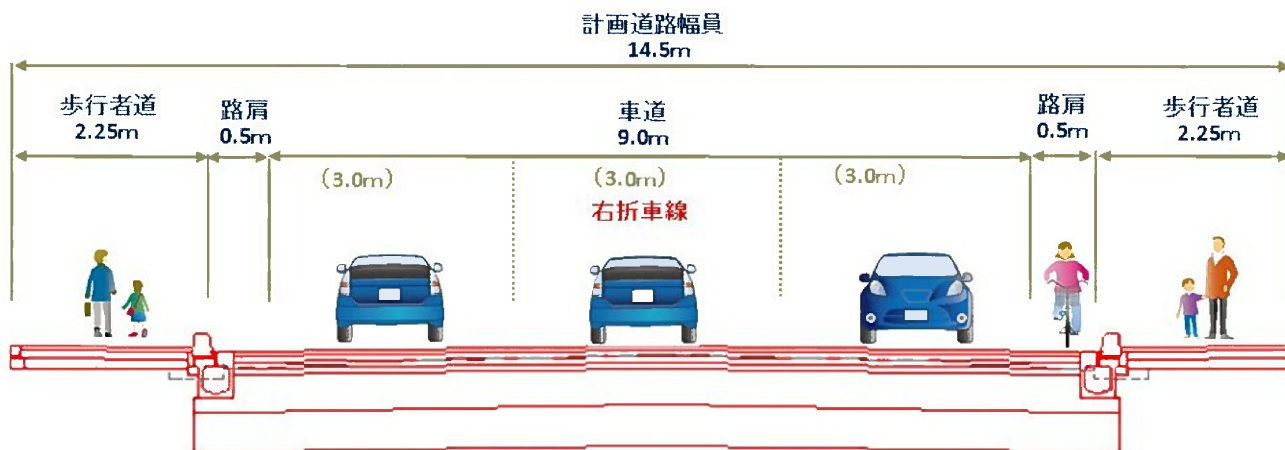 計画道路幅員
14.5m
歩行者道
2.25m
路肩
0.5m
車道
9.0m
路肩
0.5m
歩行者道
2.25m
（3.0m）
（3.0m）
（3.0m）
右折車線